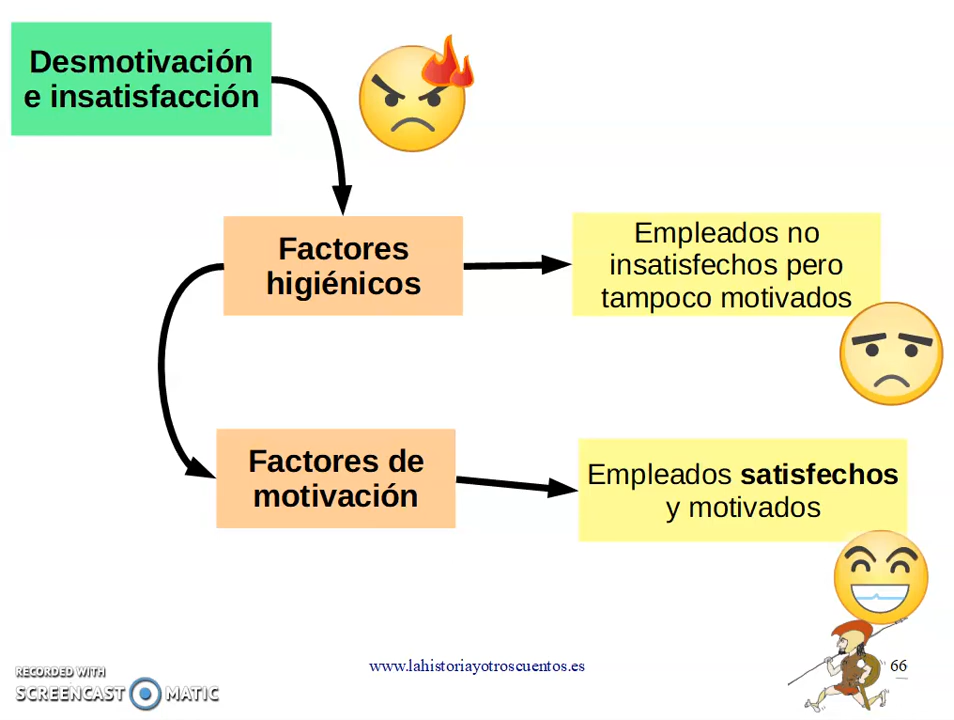 Desmotivación
e insatisfacción
Factores
higiénicos
Empleados no
insatisfechos pero
tampoco motivados
Factores de
motivación
Empleados satisfechos
y motivados
www.lahistoriayotroscuentos.es
66
RECORDED WITH
SCREENCAST MATIC